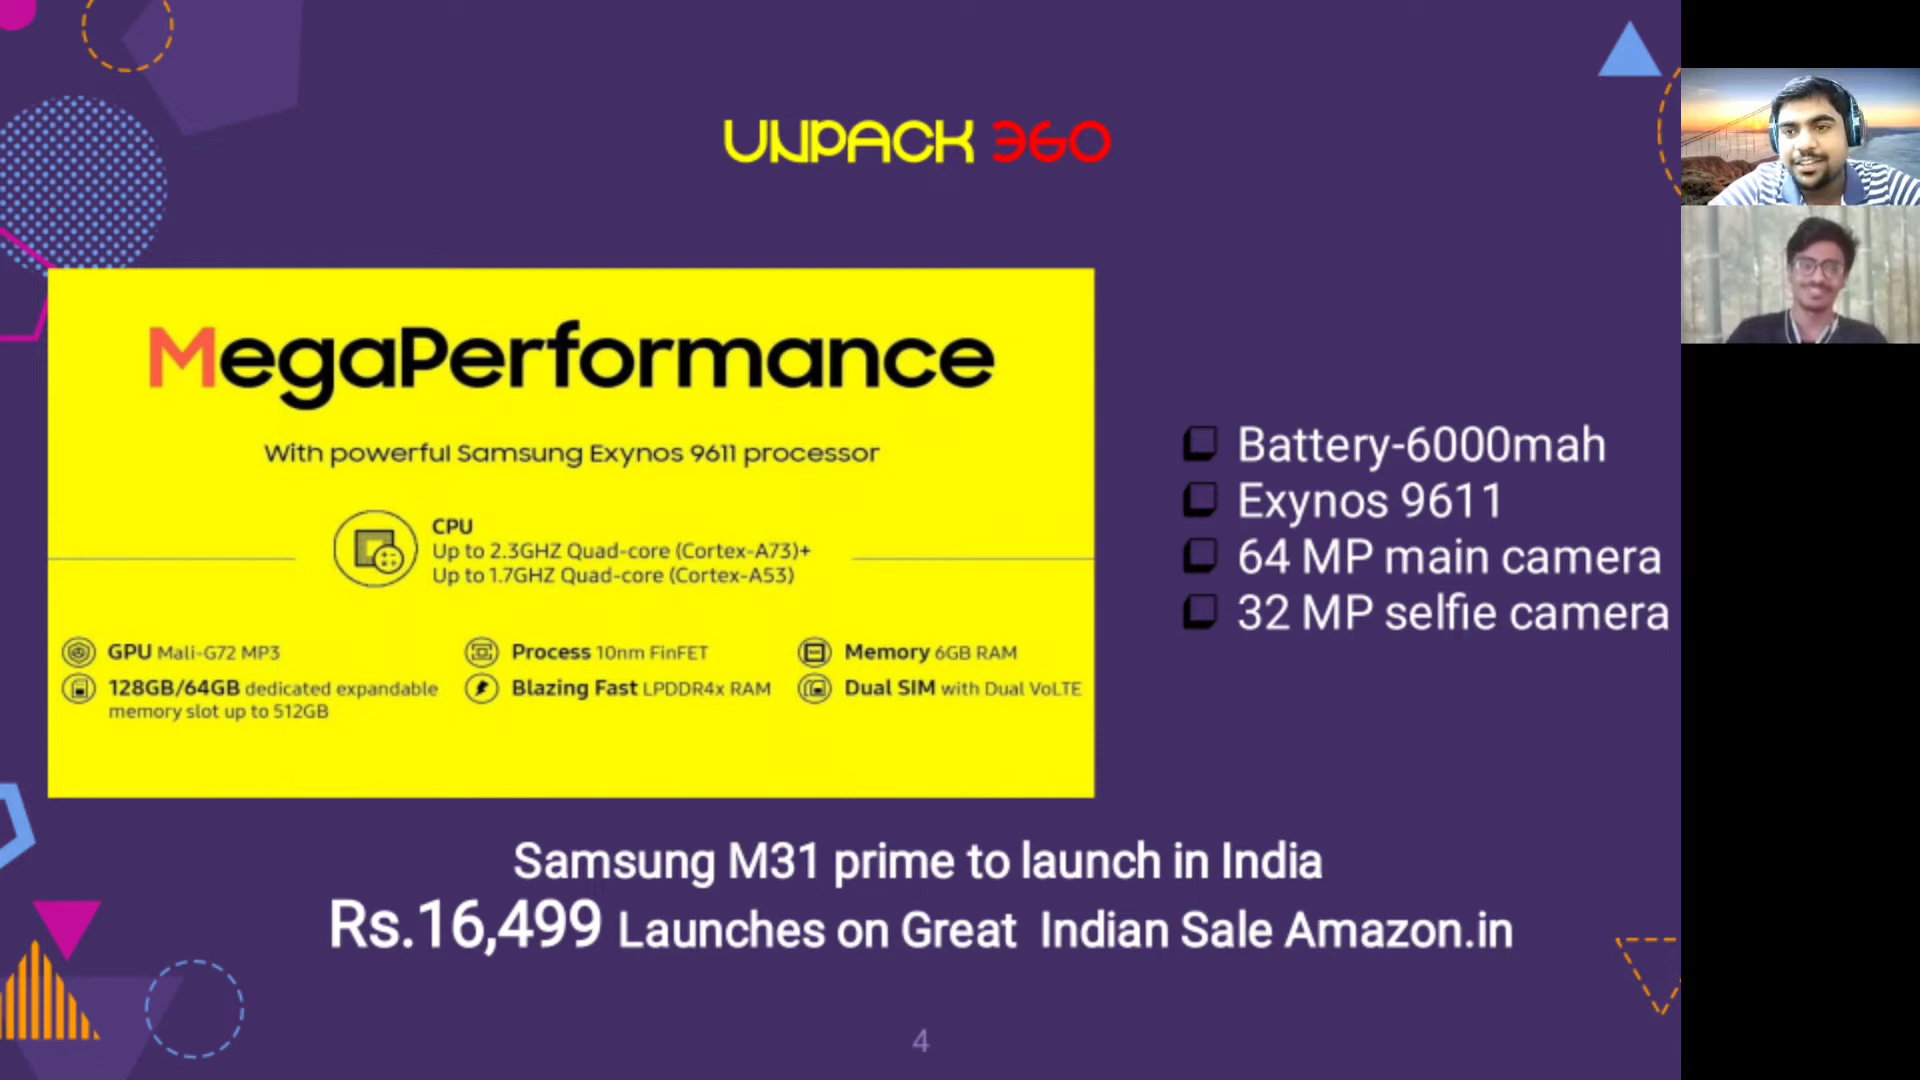 UNPACK 360
MegaPerformance
With powerful Samsung Exynos 9611 processor
CPU
Up to 2.3GHZ Quad-core (Cortex-A73)+
Up to 1.7GHZ Quad-core (Cortex-A53)
GPU Mali-G72 MP3
Process 10nm FinFET
Memory 6GB RAM
128GB/64GB dedicated expandable
memory slot up to 512GB
Blazing Fast LPDDR4x RAM
Dual SIM with Dual VoLTE
Battery-6000mah
Exynos 9611
64 MP main camera
32 MP selfie camera
Samsung M31 prime to launch in India
Rs.16,499 Launches on Great Indian Sale Amazon.in
4